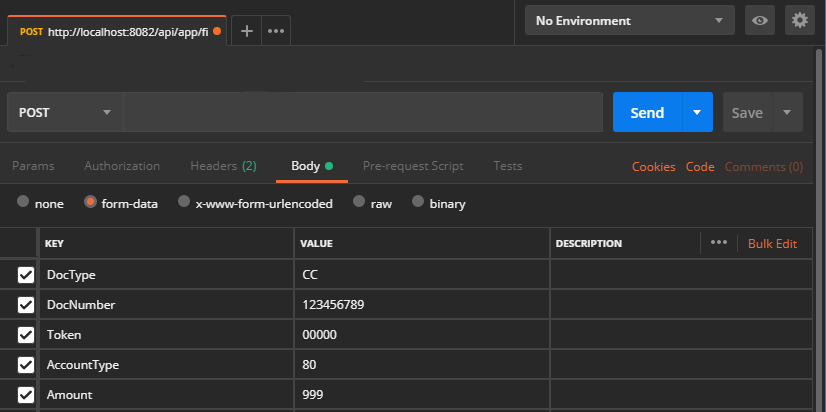 POST http://localhost:8082/api/app/fi
No Environment
POST
Send
Save
Params Authorization Headers (2) Body Pre-request Script Tests Cookies Code Comments (0)
none form-data x-www-form-urlencoded raw binary
KEY VALUE DESCRIPTION Bulk Edit
DocType CC
DocNumber 123456789
Token 00000
AccountType 80
Amount 999